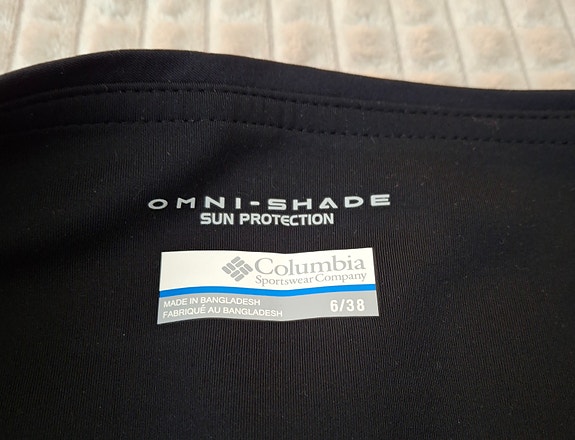 OMNI-SHADE
SUN PROTECTION
Columbia
Sportswear Company
MADE IN BANGLADESH
FABRIQUÉ AU BANGLADESH
6/38